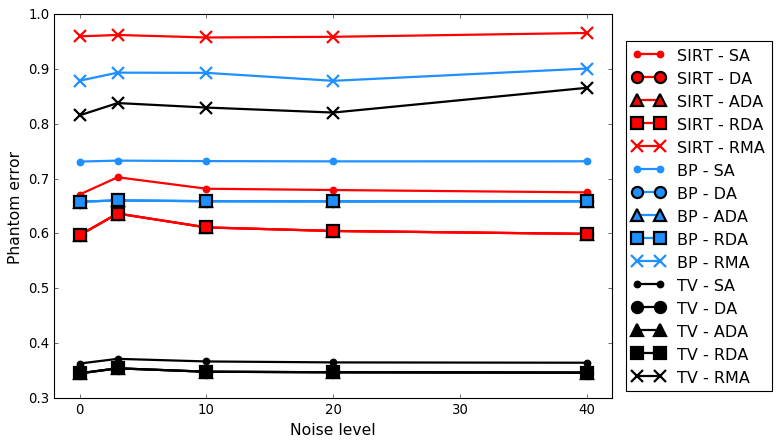 1.0
0.9
0.8
0.7
0.6
0.5
0.4
0.3
Phantom error
0 10 20 30 40
Noise level
SIRT - SA
SIRT - DA
SIRT - ADA
SIRT - RDA
SIRT - RMA
BP - SA
BP - DA
BP - ADA
BP - RDA
BP - RMA
TV - SA
TV - DA
TV - ADA
TV - RDA
TV - RMA